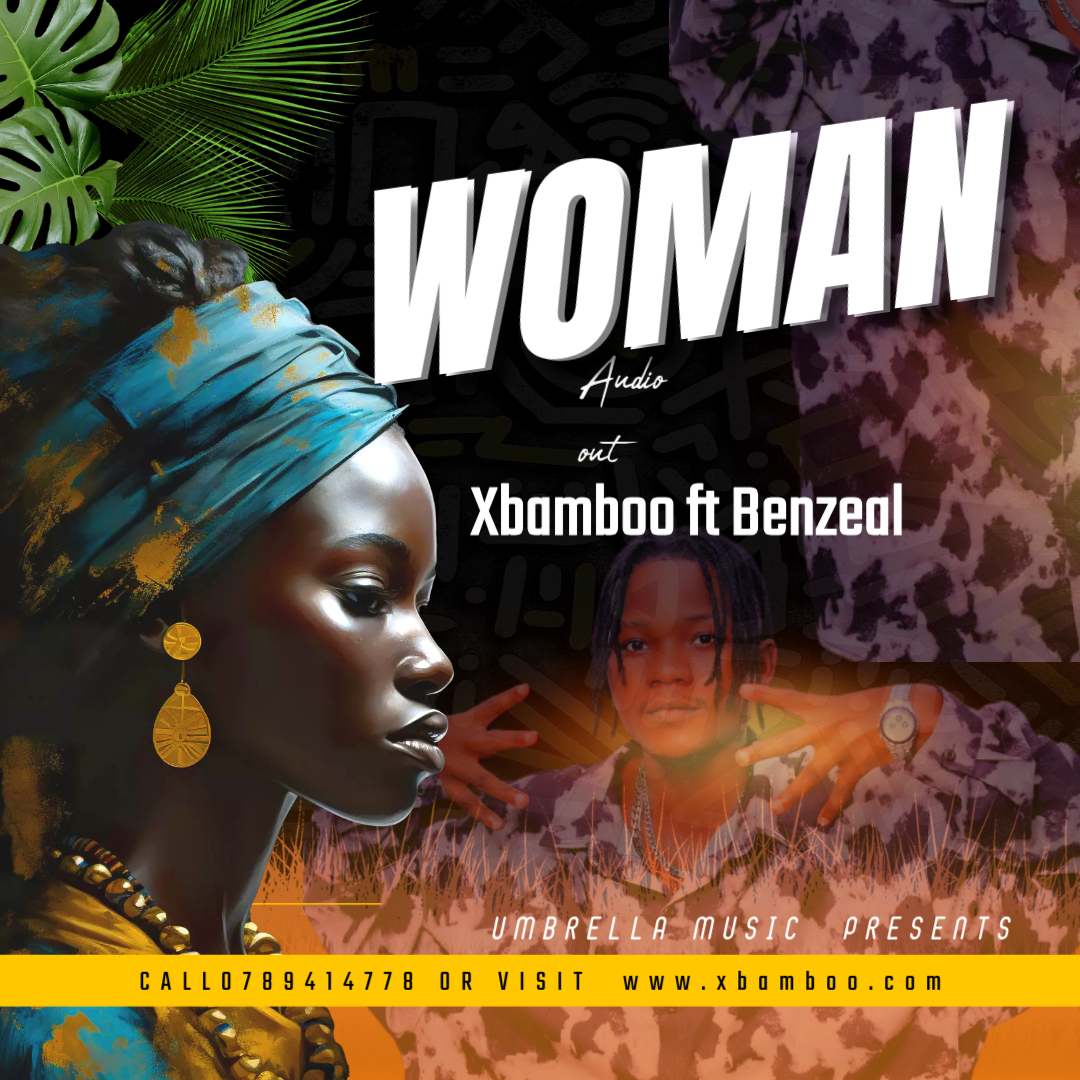 WOMAN
Audio
out
Xbamboo ft Benzeal
UMBRELLA MUSIC PRESENTS
CALL0789414778 OR VISIT www.xbamboo.com